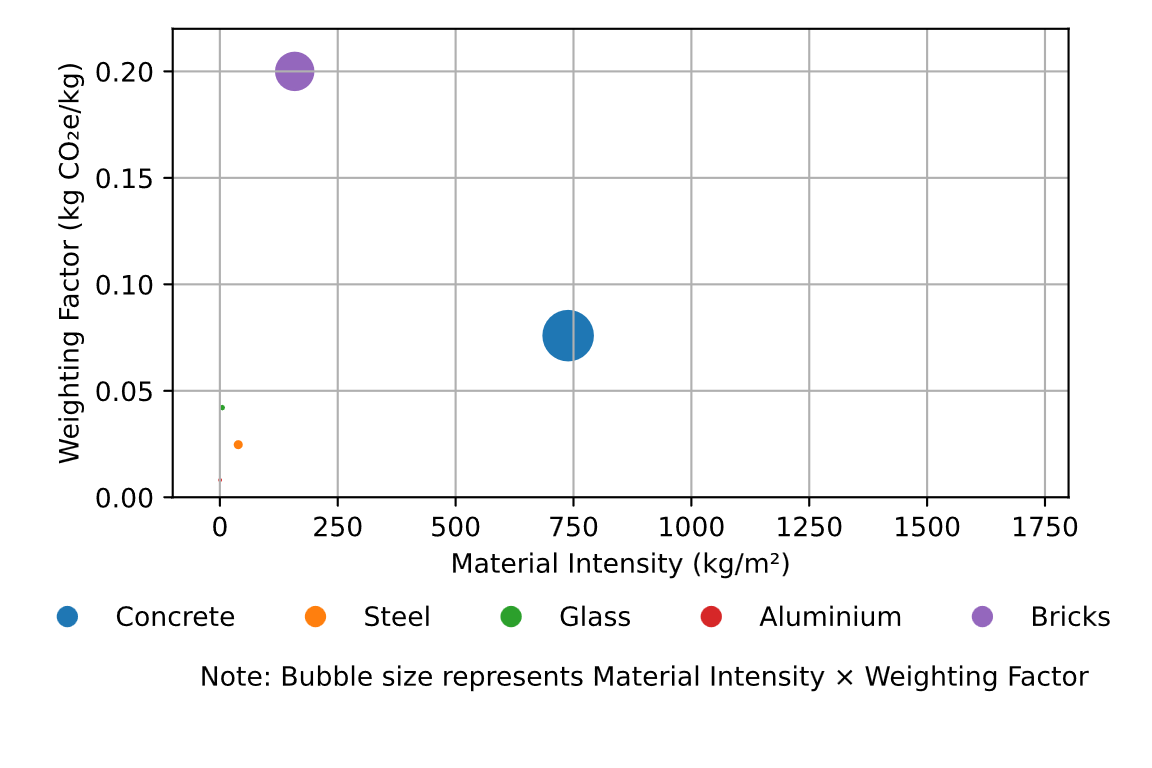 0.20
0.15
0.10
0.05
0.00
Weighting Factor (kg CO₂e/kg)
0 250 500 750 1000 1250 1500 1750
Material Intensity (kg/m²)
Concrete Steel Glass Aluminium Bricks
Note: Bubble size represents Material Intensity × Weighting Factor